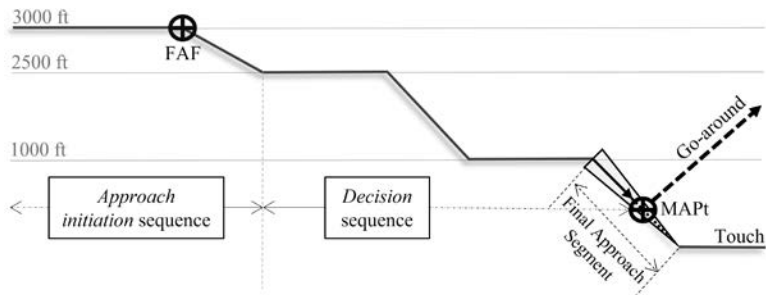 3000 ft
FAF
2500 ft
1000 ft
Go-around
Approach
initiation sequence
Decision
sequence
MAPt
Final Approach
Segment
Touch